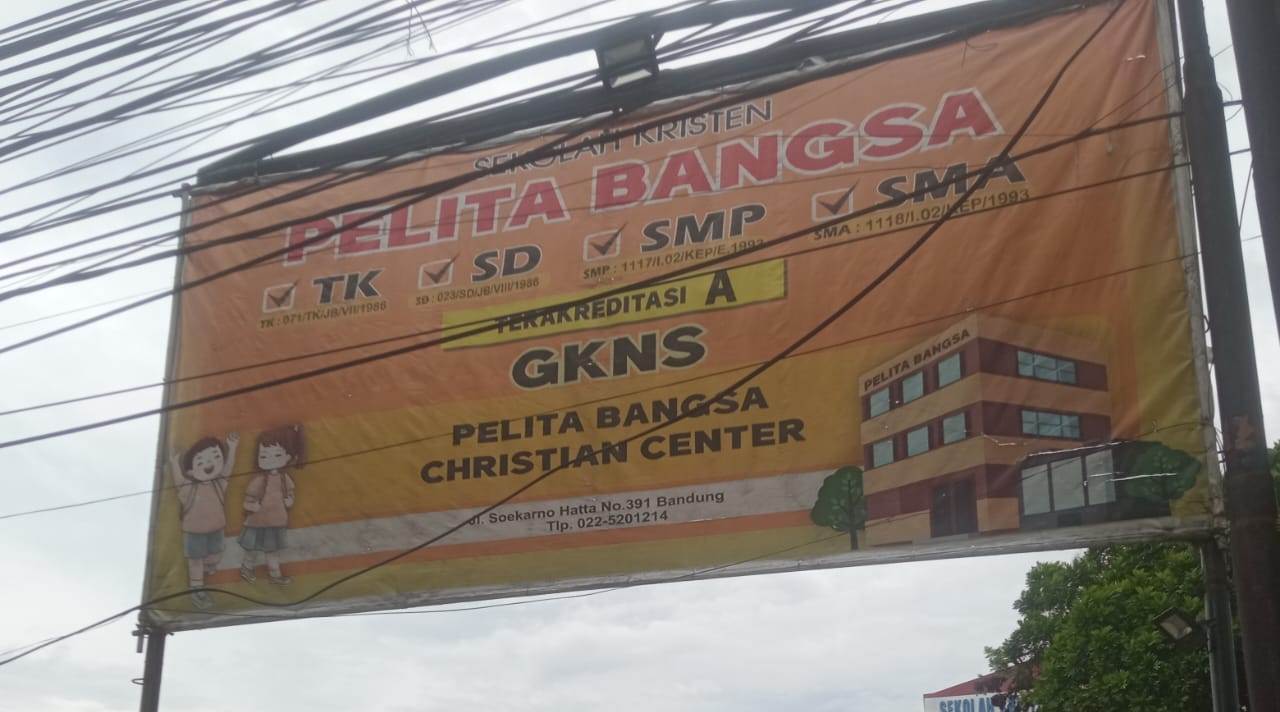 SEKOLAH KRISTEN
PELITA BANGSA
TK SD SMP SMA
TK : 071/TK/JB/VIII/1986 SD : 023/SD/JB/VIII/1986 SMP : 1117/I.02/KEP/E.1993 SMA : 1118/I.02/KEP/1993
TERAKREDITASI A
GKNS
PELITA BANGSA
CHRISTIAN CENTER
Jl. Soekarno Hatta No.391 Bandung
Tlp. 022-5201214
PELITA BANGSA
SEKOLAH